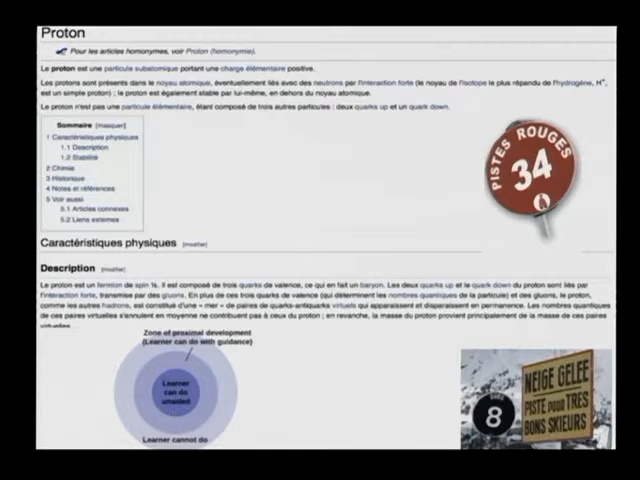 Proton
Pour les articles homonymes, voir Proton (homonymie).
Le proton est une particule subatomique portant une charge élémentaire positive.
Les protons sont présents dans le noyau atomique, éventuellement liés avec des neutrons par l'interaction forte (le noyau de l'isotope le plus répandu de l'hydrogène, H⁺,
est un simple proton) ; le proton est également stable par lui-même, en dehors du noyau atomique.
Le proton n'est pas une particule élémentaire, étant composé de trois autres particules : deux quarks up et un quark down.
Sommaire [masquer]
1 Caractéristiques physiques
1.1 Description
1.2 Stabilité
2 Chimie
3 Historique
4 Notes et références
5 Voir aussi
5.1 Articles connexes
5.2 Liens externes
PISTES ROUGES
34
Caractéristiques physiques [modifier]
Description [modifier]
Le proton est un fermion de spin ½. Il est composé de trois quarks de valence, ce qui en fait un baryon. Les deux quarks up et le quark down du proton sont liés par
l'interaction forte, transmise par des gluons. En plus de ces trois quarks de valence (qui déterminent les nombres quantiques de la particule) et des gluons, le proton,
comme les autres hadrons, est constitué d'une « mer » de paires de quarks-antiquarks virtuels qui apparaissent et disparaissent en permanence. Les nombres quantiques
de ces paires virtuelles s'annulent en moyenne ne contribuent pas à ceux du proton ; en revanche, la masse du proton provient principalement de la masse de ces paires
virtuelles.
Zone of proximal development
(Learner can do with guidance)
Learner
can do
unaided
Learner cannot do
8
NEIGE GELEE
PISTE POUR TRES
BONS SKIEURS